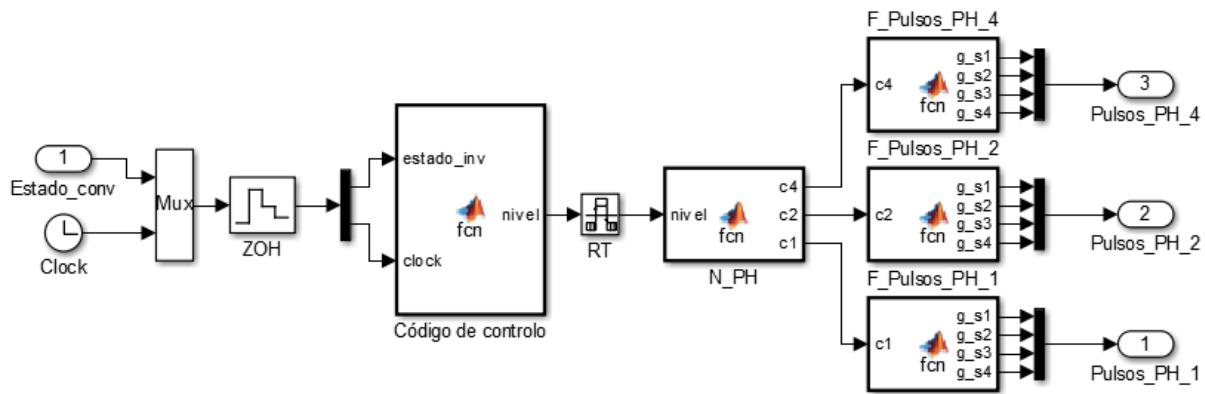 1
Estado_conv
Clock
Mux
ZOH
estado_inv
clock
fcn
nivel
Código de controlo
RT
nivel
fcn
c4
c2
c1
N_PH
F_Pulsos_PH_4
c4
fcn
g_s1
g_s2
g_s3
g_s4
3
Pulsos_PH_4
F_Pulsos_PH_2
c2
fcn
g_s1
g_s2
g_s3
g_s4
2
Pulsos_PH_2
F_Pulsos_PH_1
c1
fcn
g_s1
g_s2
g_s3
g_s4
1
Pulsos_PH_1